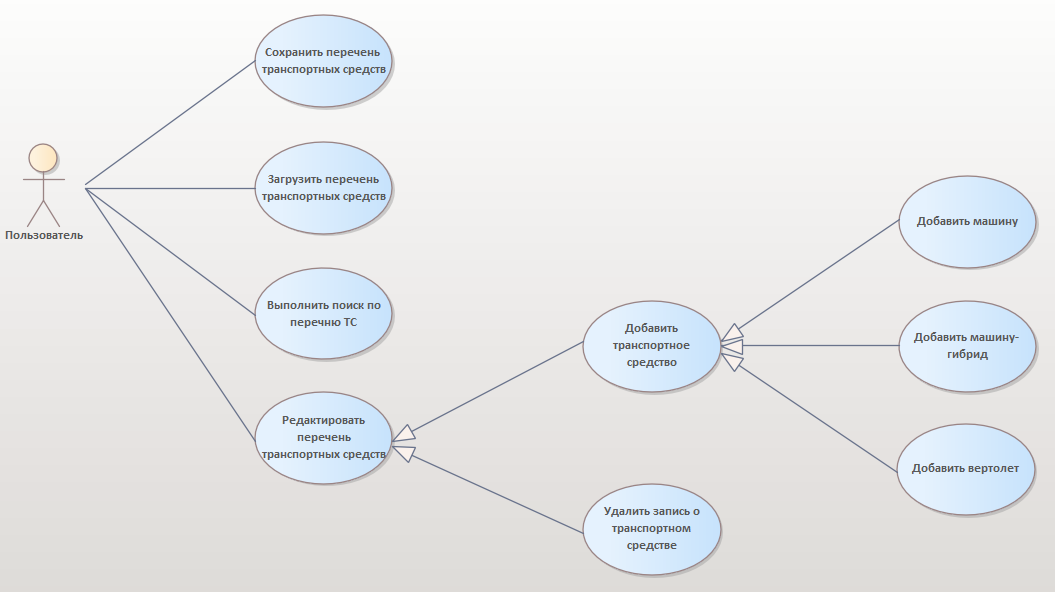 Сохранить перечень
транспортных средств
Пользователь
Загрузить перечень
транспортных средств
Выполнить поиск по
перечню ТС
Редактировать
перечень
транспортных средств
Добавить
транспортное
средство
Удалить запись о
транспортном
средстве
Добавить машину
Добавить машину-
гибрид
Добавить вертолет